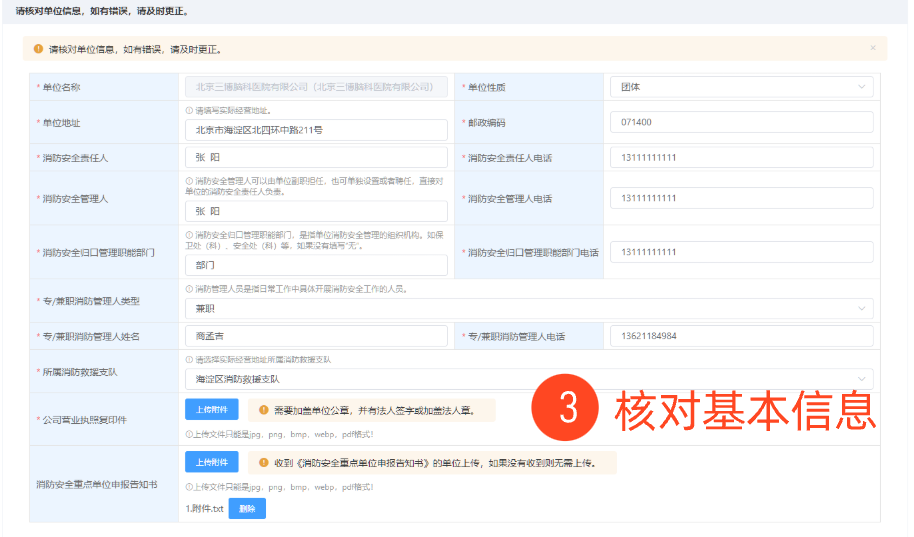 请核对单位信息，如有错误，请及时更正。
请核对单位信息，如有错误，请及时更正。
* 单位名称 北京三博脑科医院有限公司（北京三博脑科医院有限公司） * 单位性质 团体
* 单位地址 请填写实际经营地址。 北京市海淀区北四环中路211号 * 邮政编码 071400
* 消防安全责任人 张 阳 * 消防安全责任人电话 13111111111
消防安全管理人可以由单位副职担任，也可单独设置或者聘任，直接对
单位的消防安全责任人负责。
* 消防安全管理人 张 阳 * 消防安全管理人电话 13111111111
消防安全归口管理职能部门，是指单位消防安全管理的组织机构。如保
卫处（科）、安全处（科）等，如果没有填写“无”。
* 消防安全归口管理职能部门 部门 * 消防安全归口管理职能部门电话 13111111111
消防管理人员是指日常工作中具体开展消防安全工作的人员。
* 专/兼职消防管理人类型 兼职
* 专/兼职消防管理人姓名 商孟吉 * 专/兼职消防管理人电话 13621184984
请选择实际经营地址所属消防救援支队
* 所属消防救援支队 海淀区消防救援支队
3 核对基本信息
* 公司营业执照复印件 上传附件 需要加盖单位公章，并有法人签字或加盖法人章。
上传文件只能是jpg、png、bmp、webp、pdf格式！
消防安全重点单位申报告知书 上传附件 收到《消防安全重点单位申报告知书》的单位上传，如果没有收到则无需上传。
上传文件只能是jpg、png、bmp、webp、pdf格式！
1.附件.txt 删除